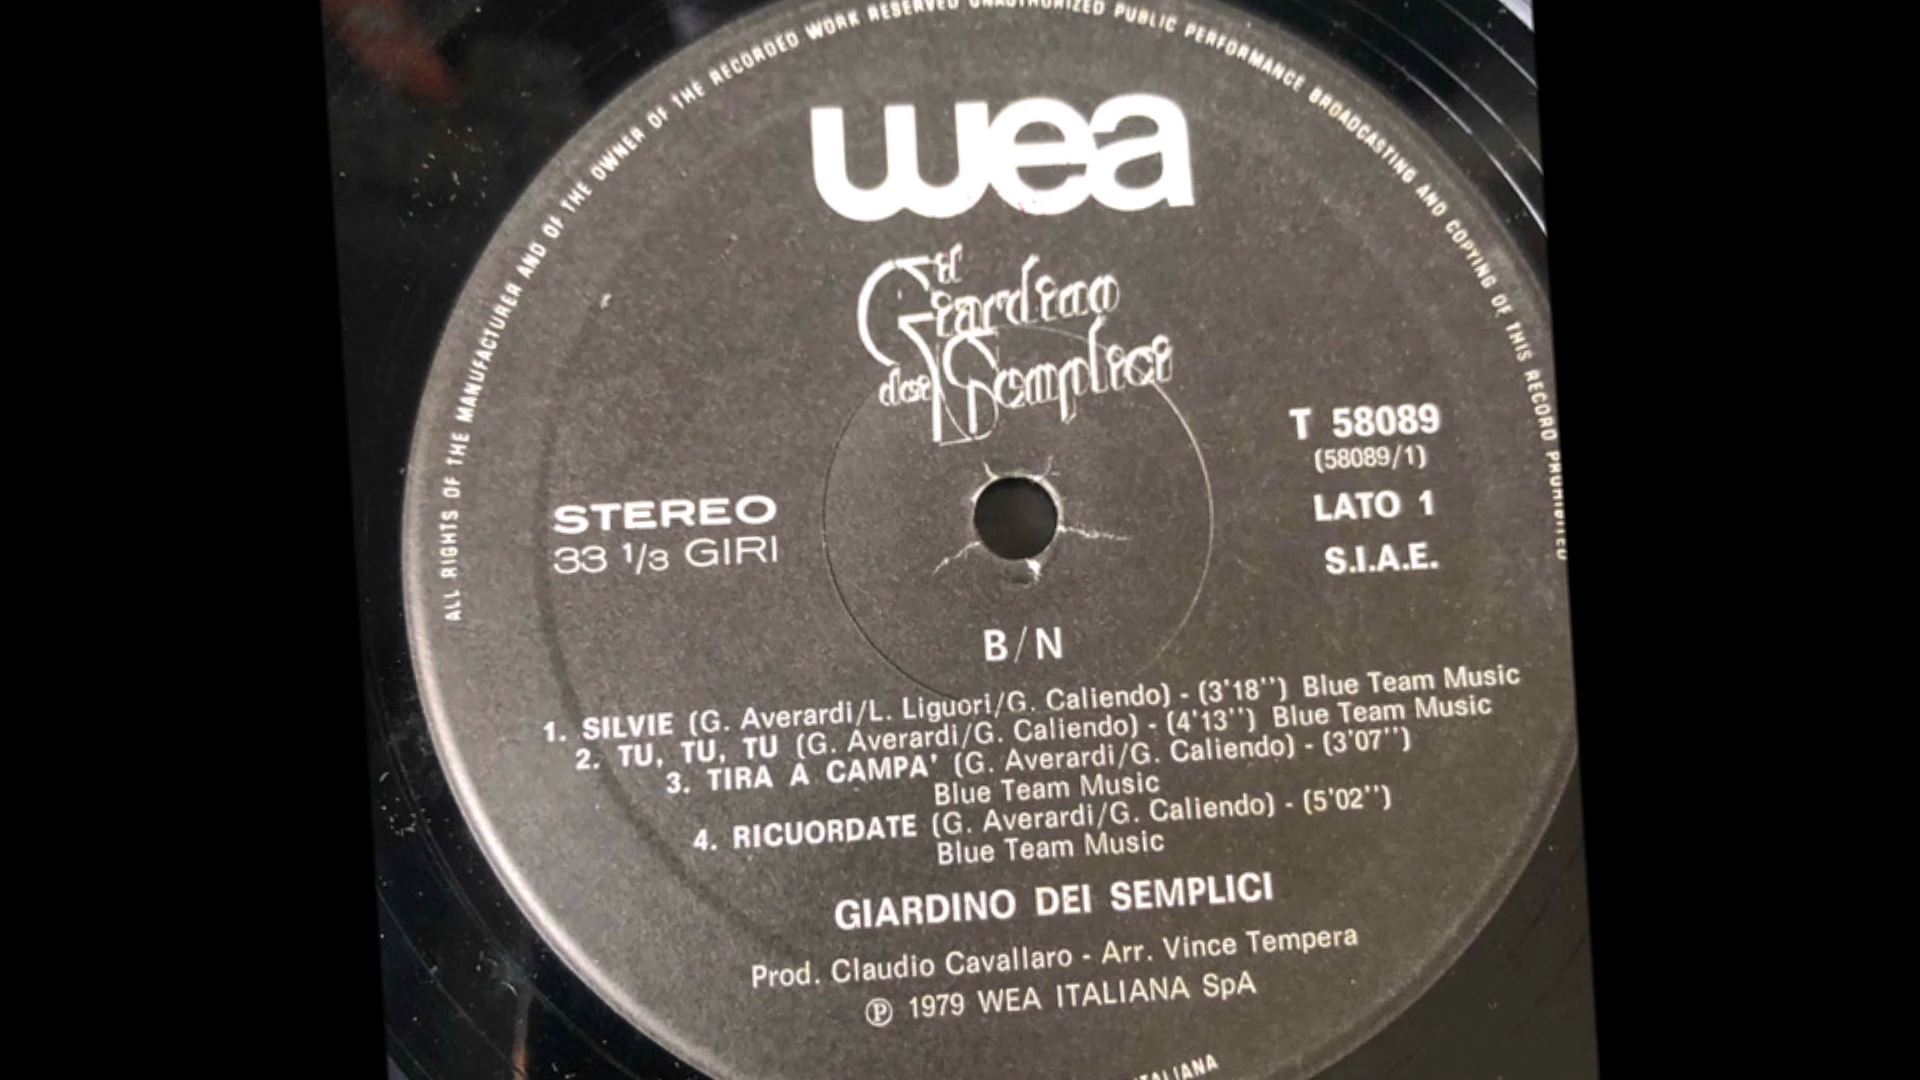 ALL RIGHTS OF THE MANUFACTURER AND OF THE OWNER OF THE RECORDED WORK RESERVED UNAUTHORIZED PUBLIC PERFORMANCE BROADCASTING AND COPYING OF THIS RECORD PROHIBITED
wea
il
Giardino
dei Semplici
T 58089
(58089/1)
LATO 1
S.I.A.E.
STEREO
33 1/3 GIRI
B/N
1. SILVIE (G. Averardi/L. Liguori/G. Caliendo) - (3'18'') Blue Team Music
2. TU, TU, TU (G. Averardi/G. Caliendo) - (4'13'') Blue Team Music
3. TIRA A CAMPA' (G. Averardi/G. Caliendo) - (3'07'')
Blue Team Music
4. RICUORDATE (G. Averardi/G. Caliendo) - (5'02'')
Blue Team Music
GIARDINO DEI SEMPLICI
Prod. Claudio Cavallaro - Arr. Vince Tempera
Ⓟ 1979 WEA ITALIANA SpA
ITALIANA